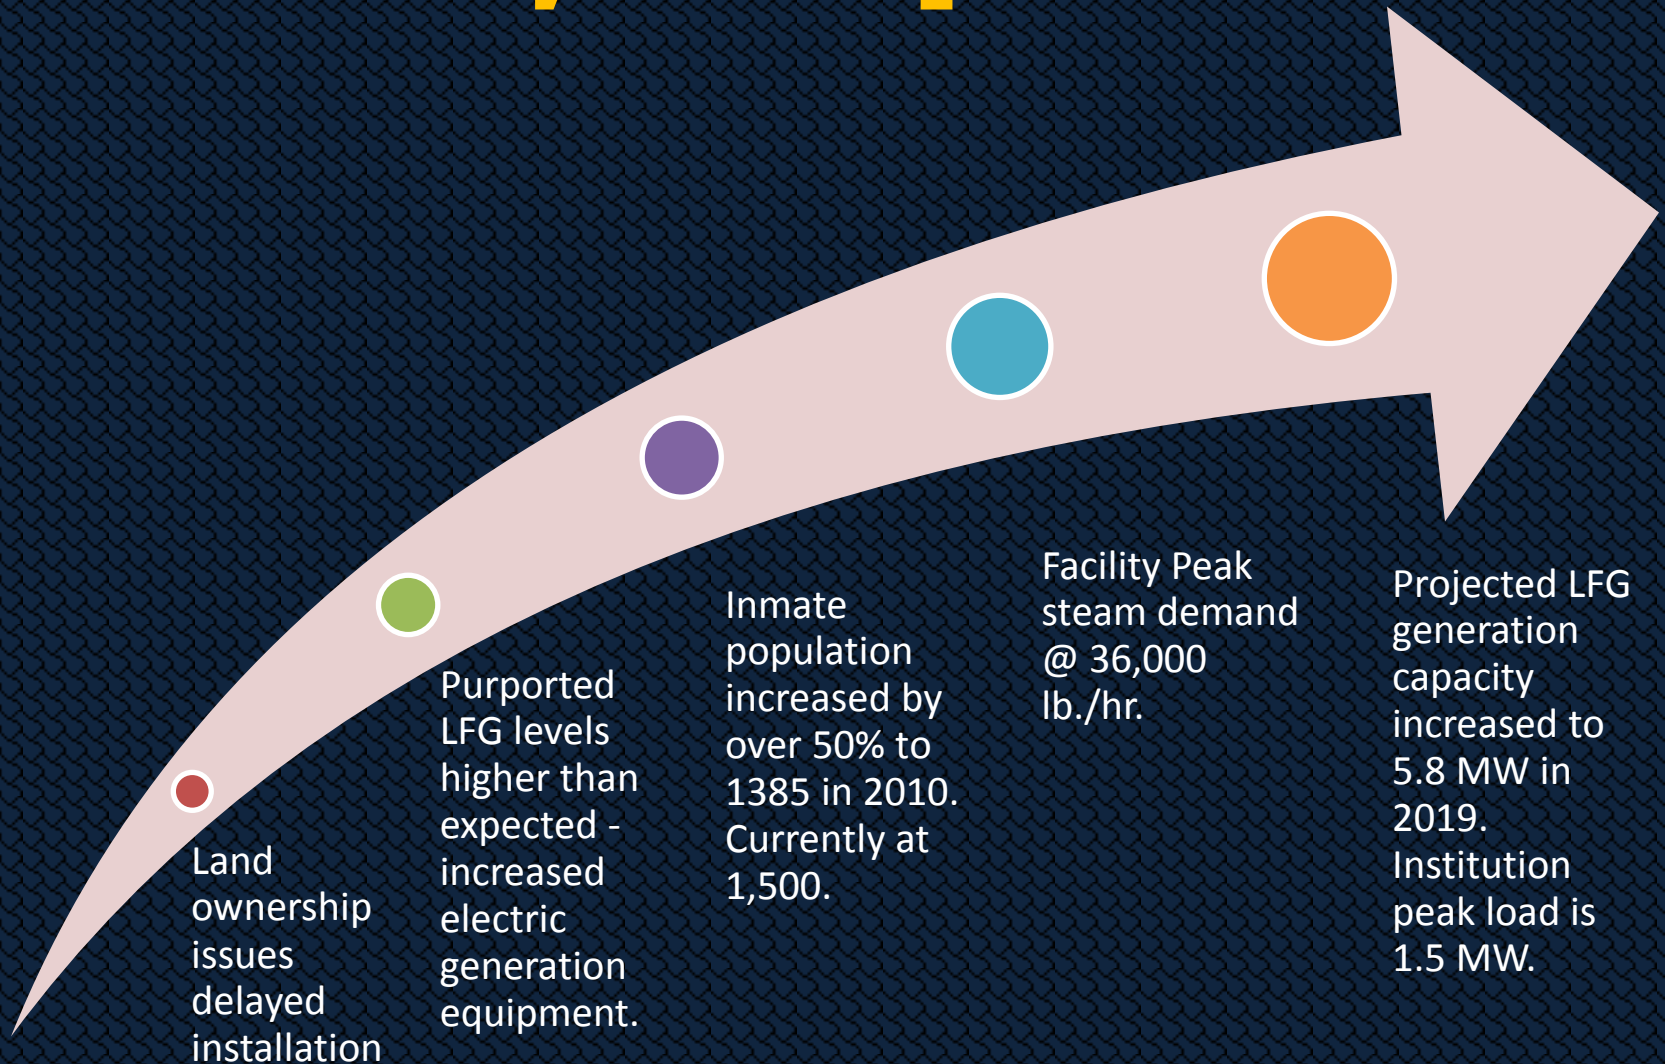 Land
ownership
issues
delayed
installation
Purported
LFG levels
higher than
expected -
increased
electric
generation
equipment.
Inmate
population
increased by
over 50% to
1385 in 2010.
Currently at
1,500.
Facility Peak
steam demand
@ 36,000
lb./hr.
Projected LFG
generation
capacity
increased to
5.8 MW in
2019.
Institution
peak load is
1.5 MW.